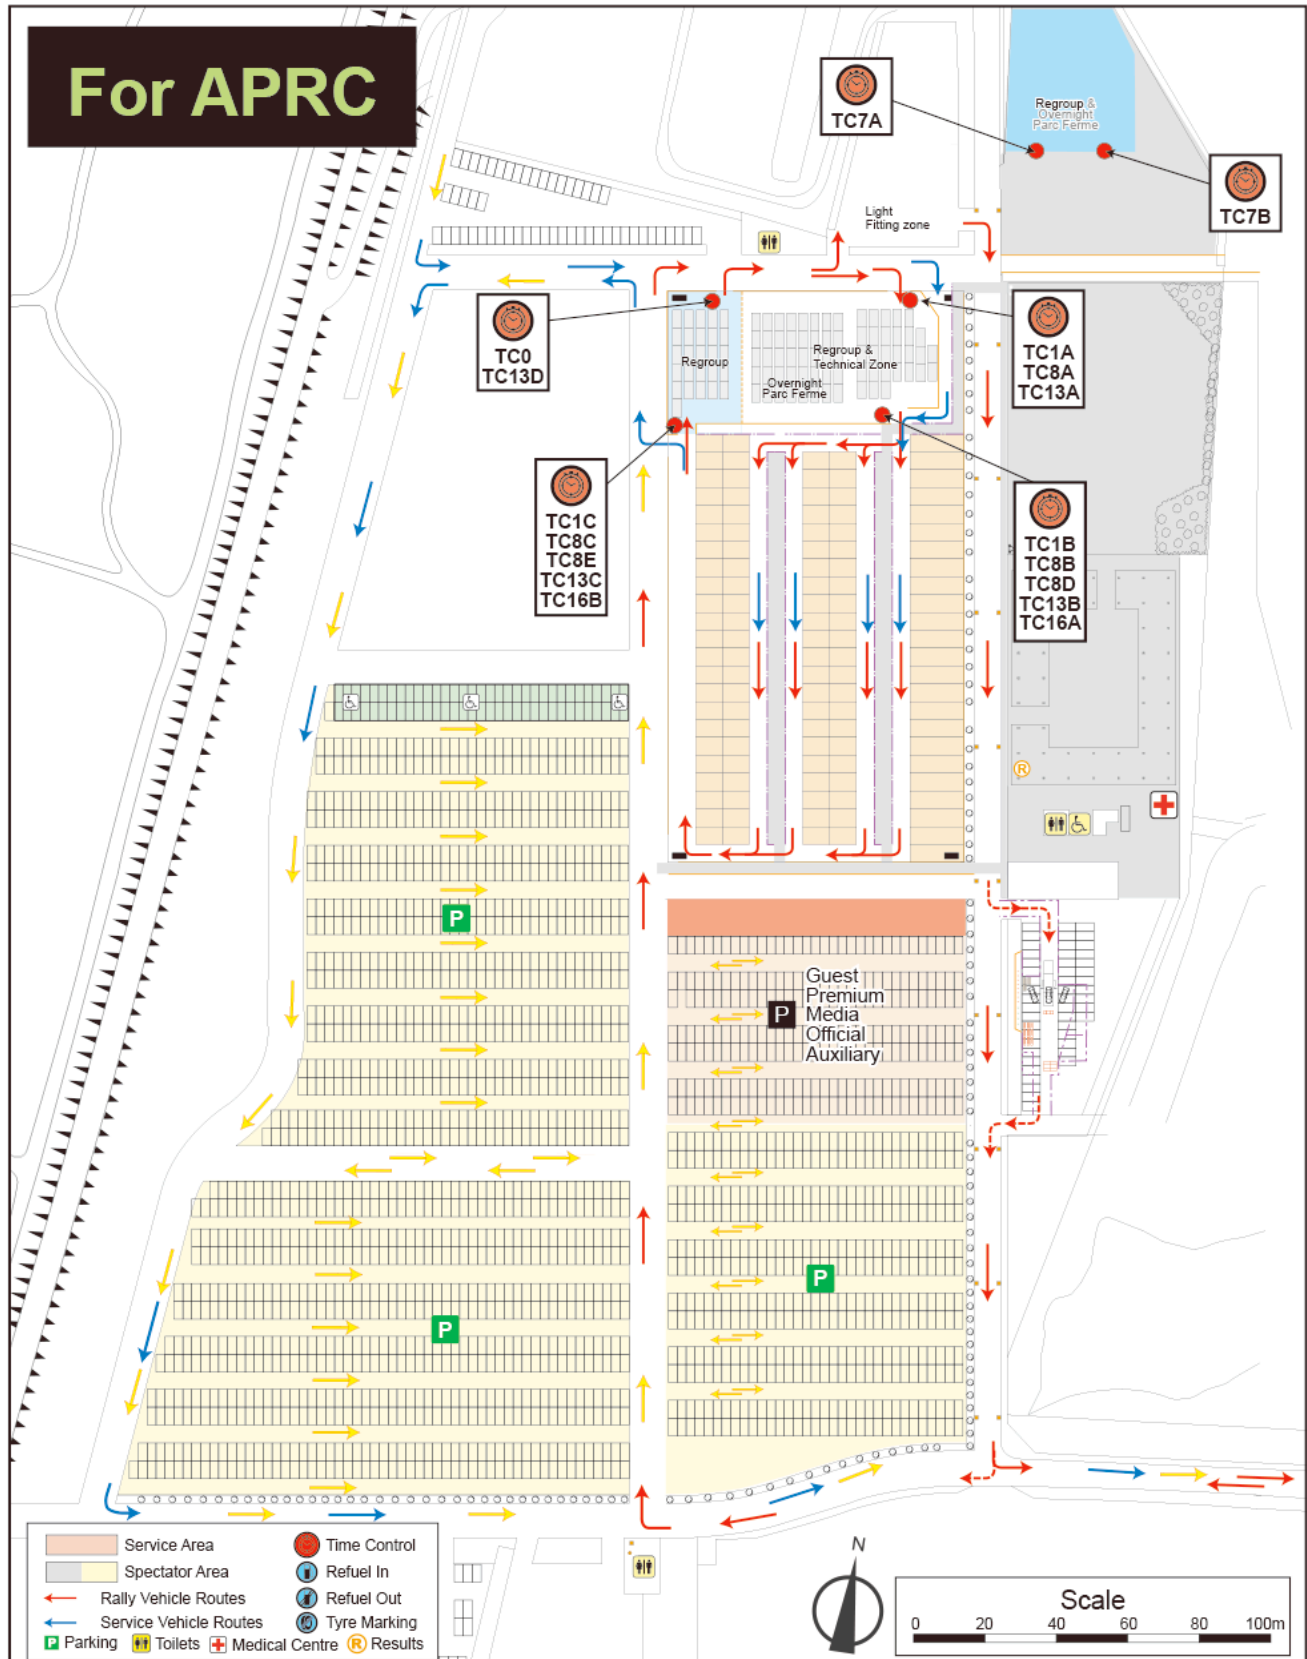 For APRC
TC7A
Regroup &
Overnight
Parc Ferme
TC7B
Light
Fitting zone
TC0
TC13D
Regroup
Regroup &
Technical Zone
Overnight
Parc Ferme
TC1A
TC8A
TC13A
TC1C
TC8C
TC8E
TC13C
TC16B
TC1B
TC8B
TC8D
TC13B
TC16A
R
P
P
Guest
Premium
Media
Official
Auxiliary
P
P
Service Area
Time Control
Spectator Area
Refuel In
Rally Vehicle Routes
Refuel Out
Service Vehicle Routes
Tyre Marking
P Parking
Toilets
Medical Centre
R Results
N
Scale
0 20 40 60 80 100m